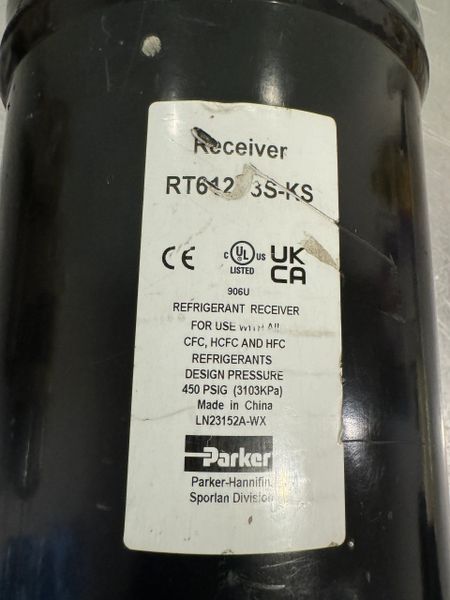 Receiver
CE
C UL US
LISTED
UK
CA
906U
REFRIGERANT RECEIVER
FOR USE WITH All
CFC, HCFC AND HFC
REFRIGERANTS
DESIGN PRESSURE
450 PSIG (3103KPa)
Made in China
LN23152A-WX
Parker
Parker-Hannifin,
Sporlan Division